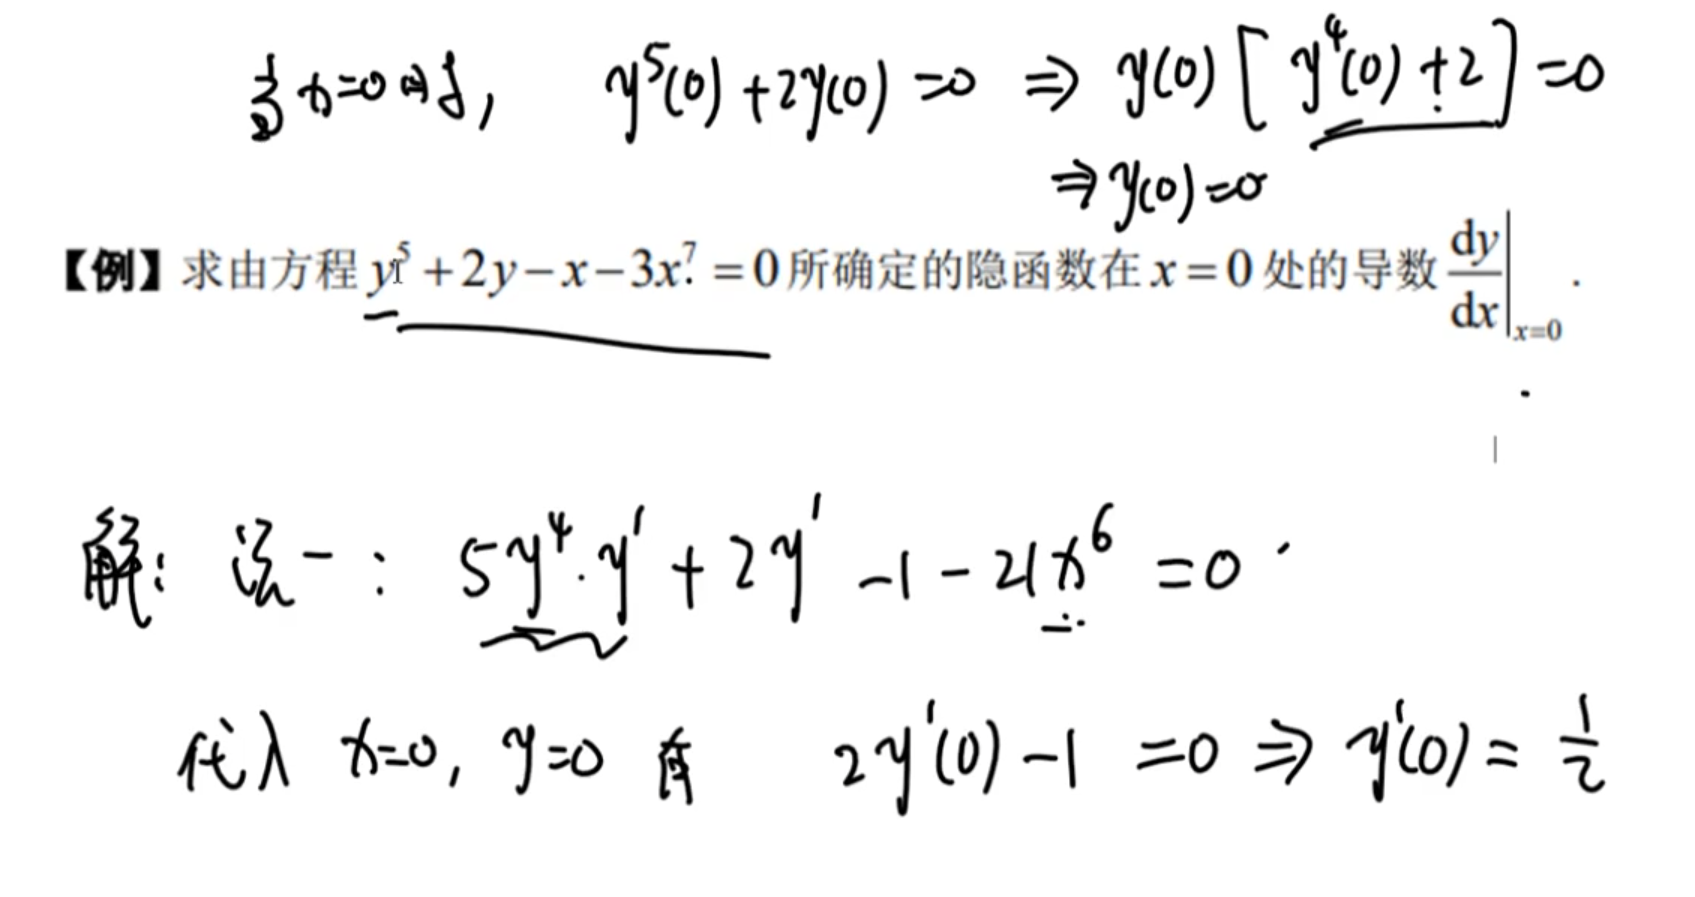 当x=0时, y⁵(0)+2y(0)=0 ⇒ y(0)[y⁴(0)+2]=0
⇒y(0)=0
【例】求由方程 y⁵+2y−x−3x⁷=0 所确定的隐函数在 x=0 处的导数 dy/dx|x=0 .
解: 法一: 5y⁴·y'+2y'-1-21x⁶=0
代入 x=0, y=0 有 2y'(0)-1=0 ⇒ y'(0)=1/2